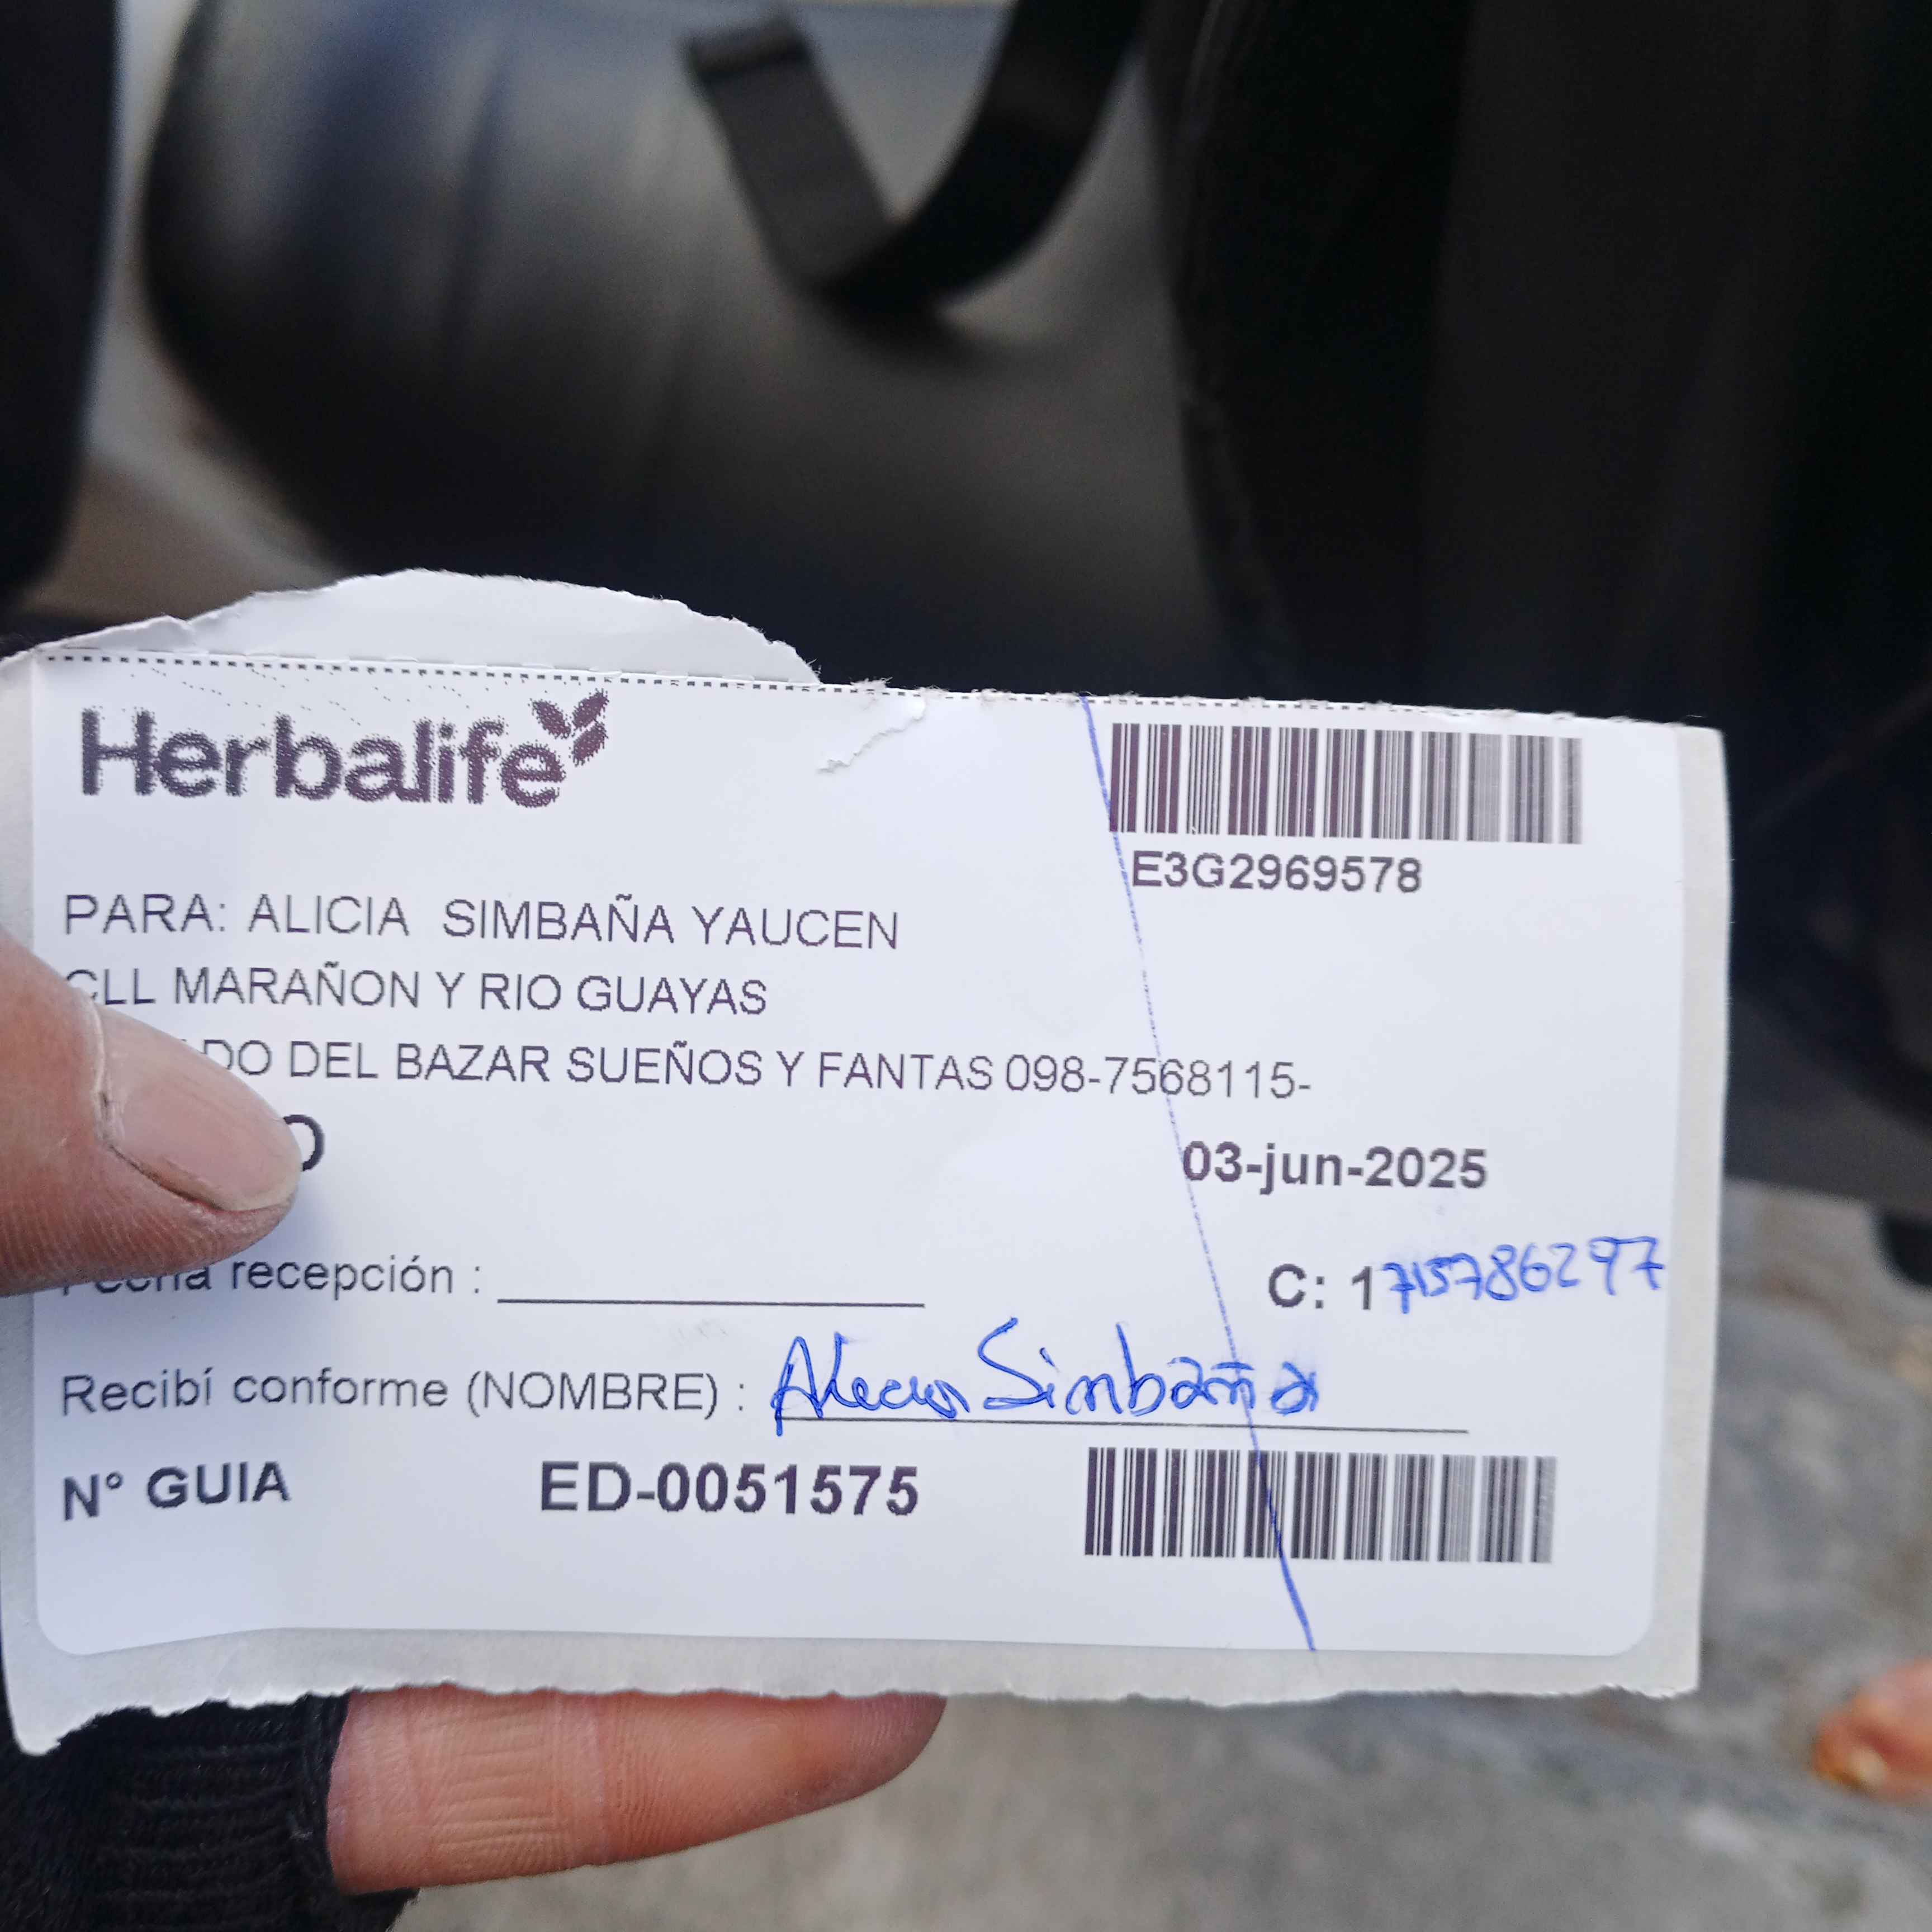 Herbalife
E3G2969578
PARA: ALICIA SIMBAÑA YAUCEN
CLL MARAÑON Y RIO GUAYAS
DEL BAZAR SUEÑOS Y FANTAS 098-7568115-
03-jun-2025
recepción :
C: 1715786297
Recibí conforme (NOMBRE) : Alicia Simbaña
N° GUIA ED-0051575